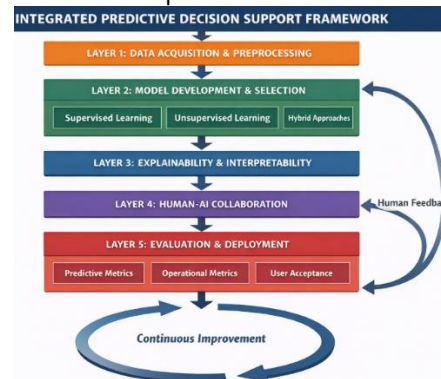 INTEGRATED PREDICTIVE DECISION SUPPORT FRAMEWORK
LAYER 1: DATA ACQUISITION & PREPROCESSING
LAYER 2: MODEL DEVELOPMENT & SELECTION
Supervised Learning Unsupervised Learning Hybrid Approaches
LAYER 3: EXPLAINABILITY & INTERPRETABILITY
LAYER 4: HUMAN-AI COLLABORATION
Human Feedba
LAYER 5: EVALUATION & DEPLOYMENT
Predictive Metrics Operational Metrics User Acceptance
Continuous Improvement